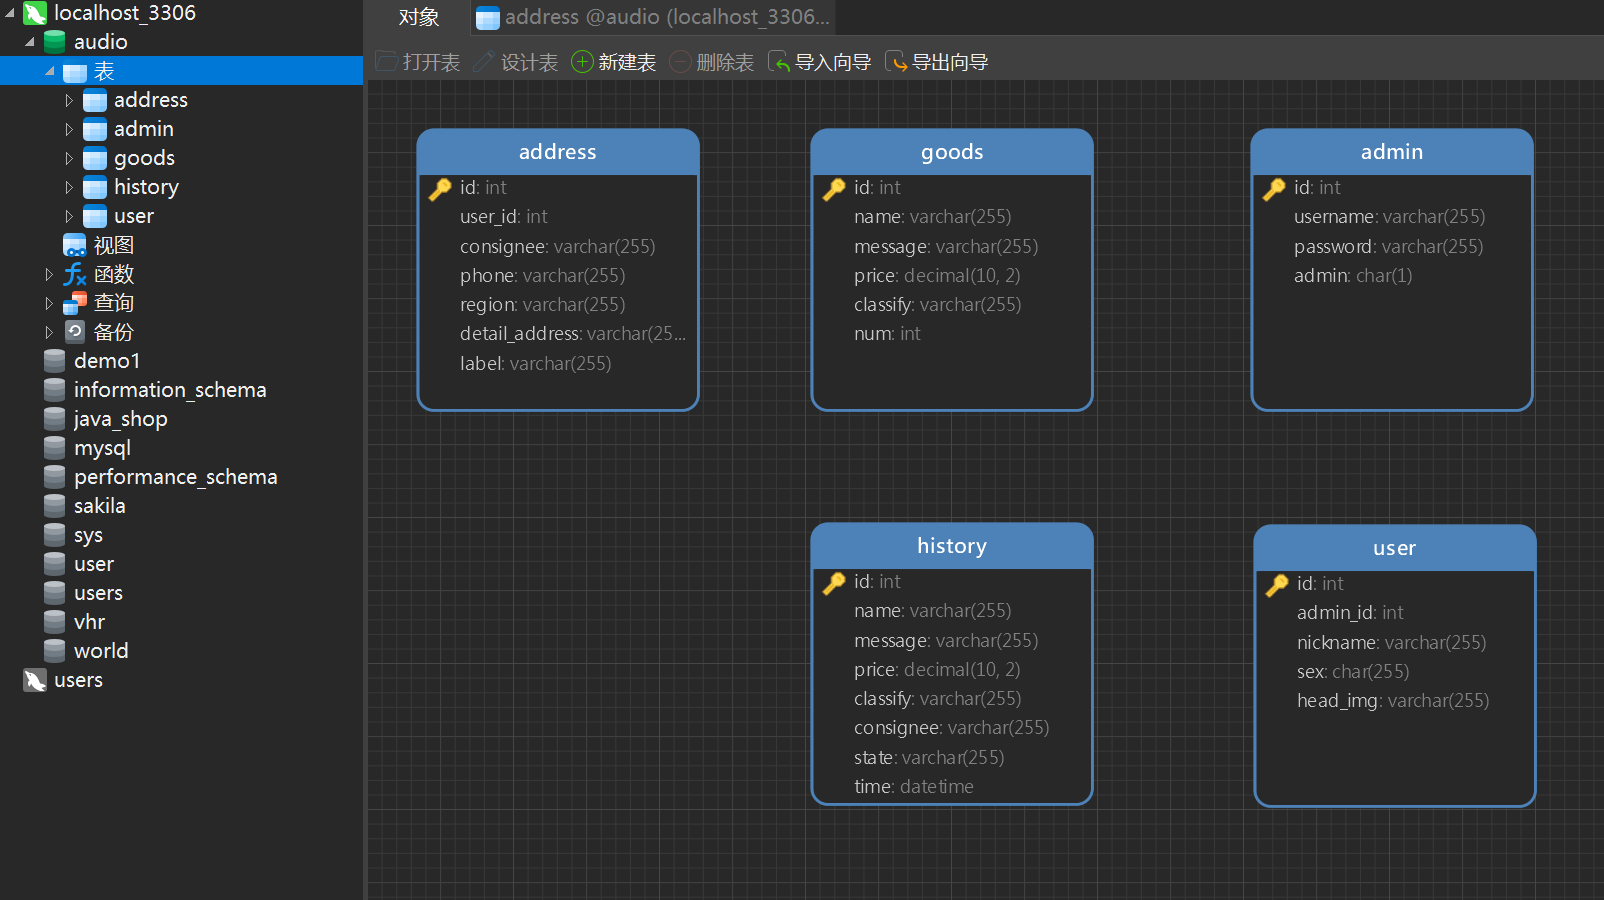 localhost_3306
audio
表
address
admin
goods
history
user
视图
函数
查询
备份
demo1
information_schema
java_shop
mysql
performance_schema
sakila
sys
user
users
vhr
world
users
对象
address @audio (localhost_3306...
打开表 设计表 新建表 删除表 导入向导 导出向导
address
id: int
user_id: int
consignee: varchar(255)
phone: varchar(255)
region: varchar(255)
detail_address: varchar(25...
label: varchar(255)
goods
id: int
name: varchar(255)
message: varchar(255)
price: decimal(10, 2)
classify: varchar(255)
num: int
admin
id: int
username: varchar(255)
password: varchar(255)
admin: char(1)
history
id: int
name: varchar(255)
message: varchar(255)
price: decimal(10, 2)
classify: varchar(255)
consignee: varchar(255)
state: varchar(255)
time: datetime
user
id: int
admin_id: int
nickname: varchar(255)
sex: char(255)
head_img: varchar(255)